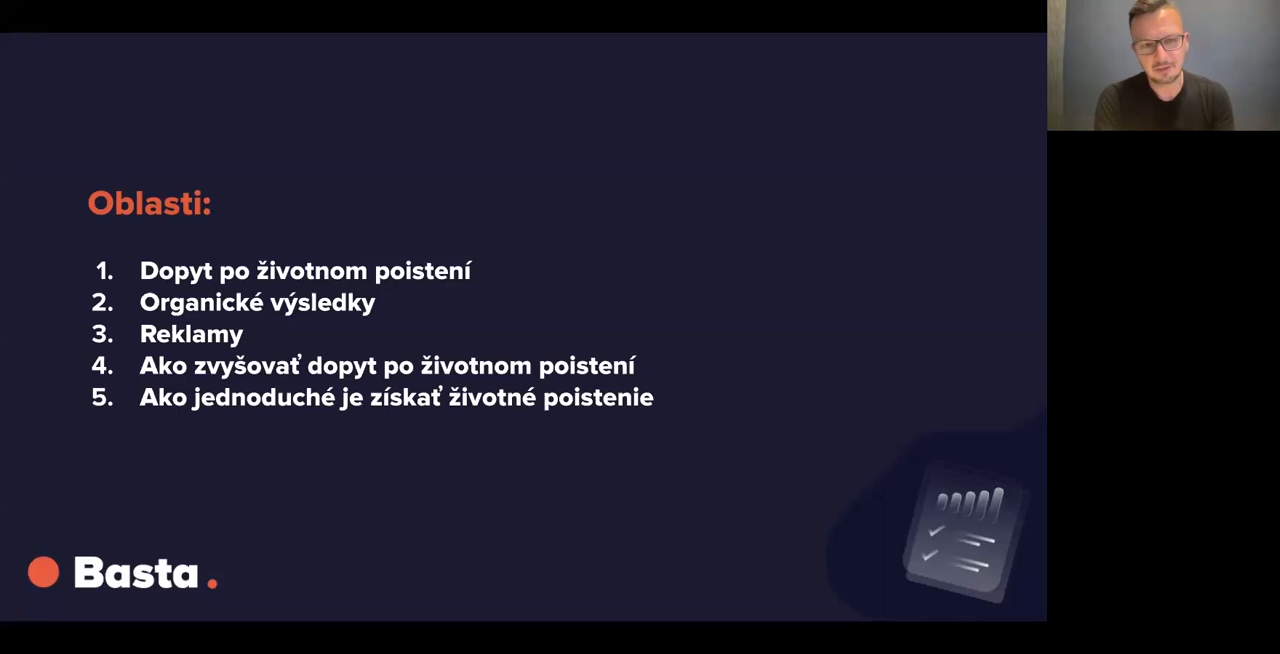 Oblasti:
1. Dopyt po životnom poistení
2. Organické výsledky
3. Reklamy
4. Ako zvyšovať dopyt po životnom poistení
5. Ako jednoduché je získať životné poistenie
Basta.